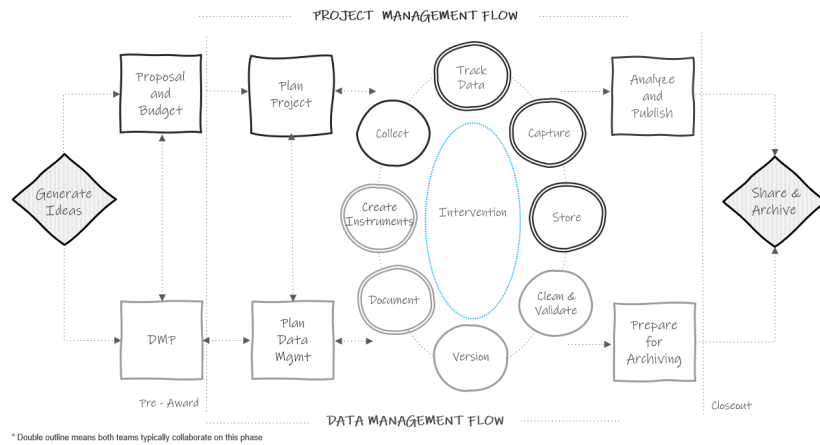 PROJECT MANAGEMENT FLOW
Proposal
and
Budget
Plan
Project
Track
Data
Analyze
and
Publish
Collect
Capture
Generate
Ideas
Create
Instruments
Intervention
Store
Share &
Archive
Document
Clean &
Validate
DMP
Plan
Data
Mgmt
Version
Prepare
for
Archiving
Pre - Award
Closeout
DATA MANAGEMENT FLOW
* Double outline means both teams typically collaborate on this phase